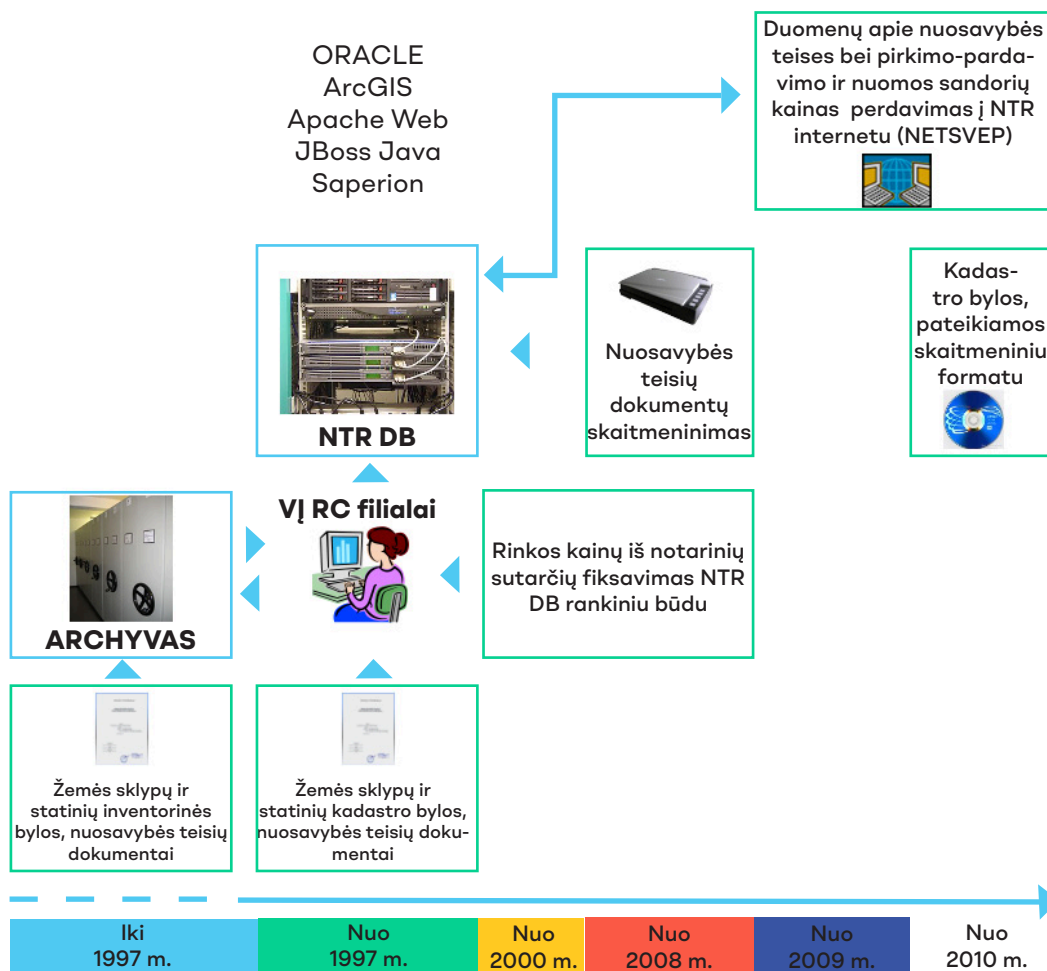 ORACLE
ArcGIS
Apache Web
JBoss Java
Saperion
Duomenų apie nuosavybės
teises bei pirkimo-parda-
vimo ir nuomos sandorių
kainas perdavimas į NTR
internetu (NETSVEP)
NTR DB
Nuosavybės
teisių
dokumentų
skaitmeninimas
Kadas-
tro bylos,
pateikiamos
skaitmeniniu
formatu
ARCHYVAS
VĮ RC filialai
Rinkos kainų iš notarinių
sutarčių fiksavimas NTR
DB rankiniu būdu
Žemės sklypų ir
statinių inventorinės
bylos, nuosavybės teisių
dokumentai
Žemės sklypų ir
statinių kadastro bylos,
nuosavybės teisių doku-
mentai
Iki
1997 m.
Nuo
1997 m.
Nuo
2000 m.
Nuo
2008 m.
Nuo
2009 m.
Nuo
2010 m.